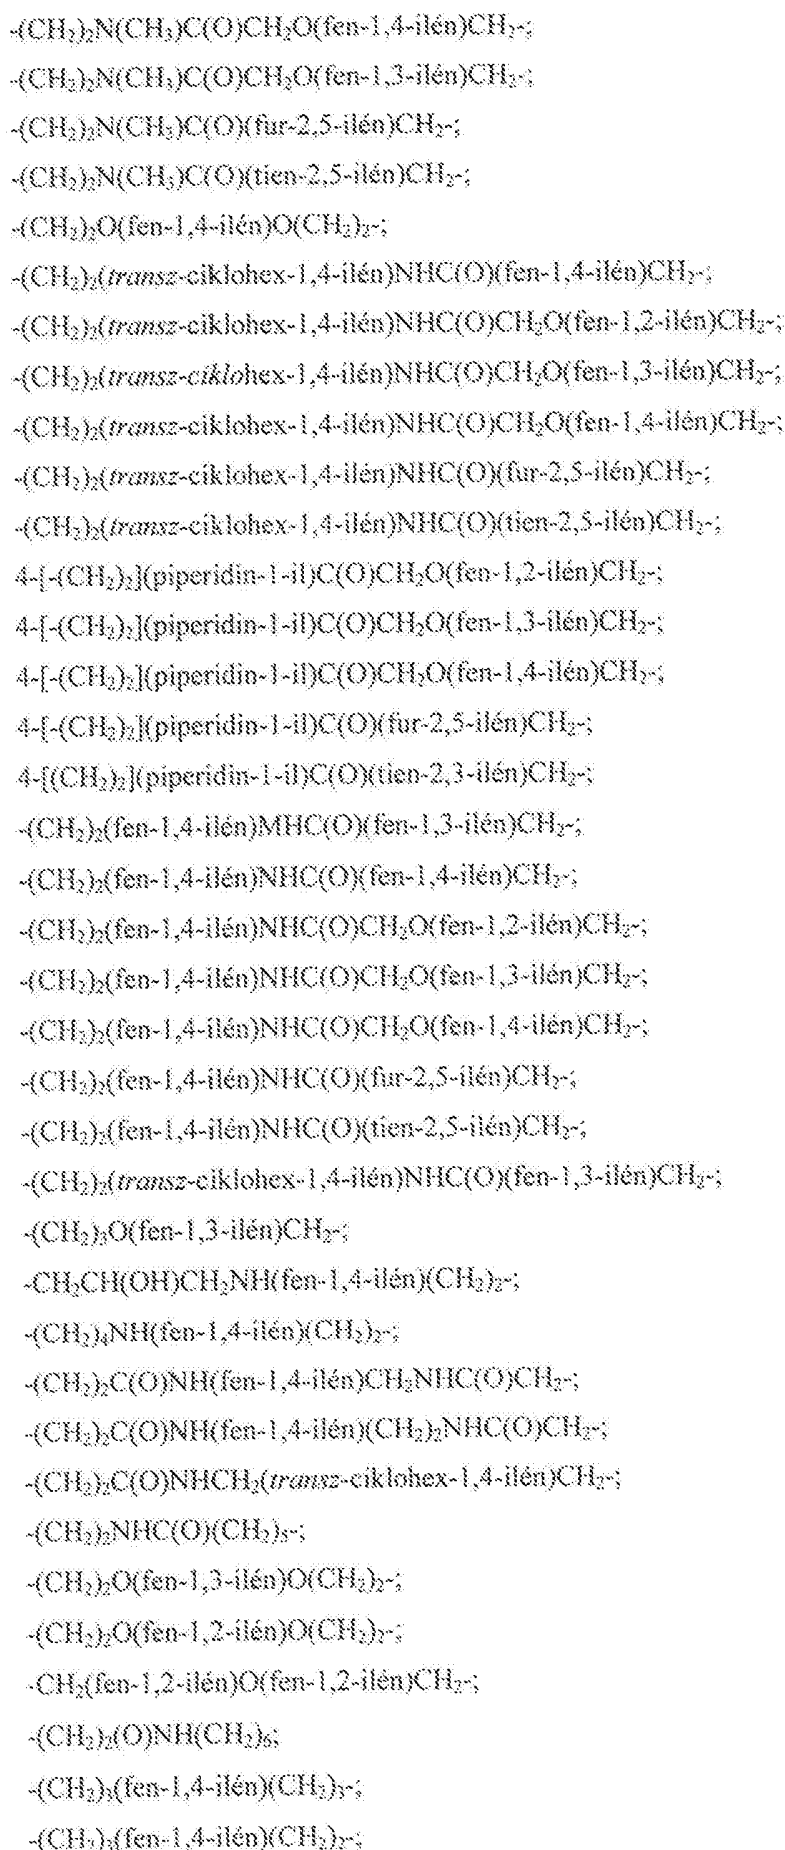 -(CH₂)₂N(CH₃)C(O)CH₂O(fen-1,4-ilén)CH₂-;
-(CH₂)₂N(CH₃)C(O)CH₂O(fen-1,3-ilén)CH₂-;
-(CH₂)₂N(CH₃)C(O)(fur-2,5-ilén)CH₂-;
-(CH₂)₂N(CH₃)C(O)(tien-2,5-ilén)CH₂-;
-(CH₂)₂O(fen-1,4-ilén)O(CH₂)₂-;
-(CH₂)₂(transz-ciklohex-1,4-ilén)NHC(O)(fen-1,4-ilén)CH₂-;
-(CH₂)₂(transz-ciklohex-1,4-ilén)NHC(O)CH₂O(fen-1,2-ilén)CH₂-;
-(CH₂)₂(transz-ciklohex-1,4-ilén)NHC(O)CH₂O(fen-1,3-ilén)CH₂-;
-(CH₂)₂(transz-ciklohex-1,4-ilén)NHC(O)CH₂O(fen-1,4-ilén)CH₂-;
-(CH₂)₂(transz-ciklohex-1,4-ilén)NHC(O)(fur-2,5-ilén)CH₂-;
-(CH₂)₂(transz-ciklohex-1,4-ilén)NHC(O)(tien-2,5-ilén)CH₂-;
4-[-(CH₂)₂](piperidin-1-il)C(O)CH₂O(fen-1,2-ilén)CH₂-;
4-[-(CH₂)₂](piperidin-1-il)C(O)CH₂O(fen-1,3-ilén)CH₂-;
4-[-(CH₂)₂](piperidin-1-il)C(O)CH₂O(fen-1,4-ilén)CH₂-;
4-[-(CH₂)₂](piperidin-1-il)C(O)(fur-2,5-ilén)CH₂-;
4-[(CH₂)₂](piperidin-1-il)C(O)(tien-2,3-ilén)CH₂-;
-(CH₂)₂(fen-1,4-ilén)MHC(O)(fen-1,3-ilén)CH₂-;
-(CH₂)₂(fen-1,4-ilén)NHC(O)(fen-1,4-ilén)CH₂-;
-(CH₂)₂(fen-1,4-ilén)NHC(O)CH₂O(fen-1,2-ilén)CH₂-;
-(CH₂)₂(fen-1,4-ilén)NHC(O)CH₂O(fen-1,3-ilén)CH₂-;
-(CH₂)₂(fen-1,4-ilén)NHC(O)CH₂O(fen-1,4-ilén)CH₂-;
-(CH₂)₂(fen-1,4-ilén)NHC(O)(fur-2,5-ilén)CH₂-;
-(CH₂)₂(fen-1,4-ilén)NHC(O)(tien-2,5-ilén)CH₂-;
-(CH₂)₂(transz-ciklohex-1,4-ilén)NHC(O)(fen-1,3-ilén)CH₂-;
-(CH₂)₃O(fen-1,3-ilén)CH₂-;
-CH₂CH(OH)CH₂NH(fen-1,4-ilén)(CH₂)₂-;
-(CH₂)₄NH(fen-1,4-ilén)(CH₂)₂-;
-(CH₂)₂C(O)NH(fen-1,4-ilén)CH₂NHC(O)CH₂-;
-(CH₂)₂C(O)NH(fen-1,4-ilén)(CH₂)₂NHC(O)CH₂-;
-(CH₂)₂C(O)NHCH₂(transz-ciklohex-1,4-ilén)CH₂-;
-(CH₂)₂NHC(O)(CH₂)₅-;
-(CH₂)₂O(fen-1,3-ilén)O(CH₂)₂-;
-(CH₂)₂O(fen-1,2-ilén)O(CH₂)₂-;
-CH₂(fen-1,2-ilén)O(fen-1,2-ilén)CH₂-;
-(CH₂)₂(O)NH(CH₂)₆;
-(CH₂)₃(fen-1,4-ilén)(CH₂)₃-;
-(CH₂)₃(fen-1,4-ilén)(CH₂)₂-;